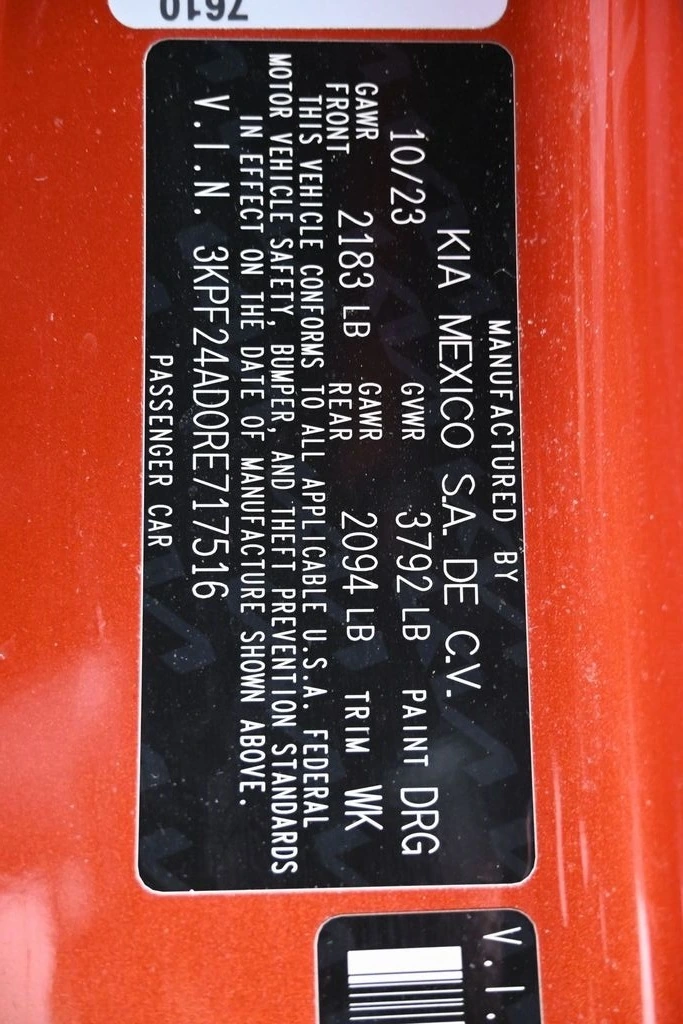 7610
MANUFACTURED BY
KIA MEXICO S.A. DE C.V.
10/23 GVWR 3792 LB PAINT DRG
GAWR FRONT 2183 LB GAWR REAR 2094 LB TRIM WK
THIS VEHICLE CONFORMS TO ALL APPLICABLE U.S.A. FEDERAL
MOTOR VEHICLE SAFETY, BUMPER, AND THEFT PREVENTION STANDARDS
IN EFFECT ON THE DATE OF MANUFACTURE SHOWN ABOVE.
V.I.N. 3KPF24AD0RE717516
PASSENGER CAR
V.I.